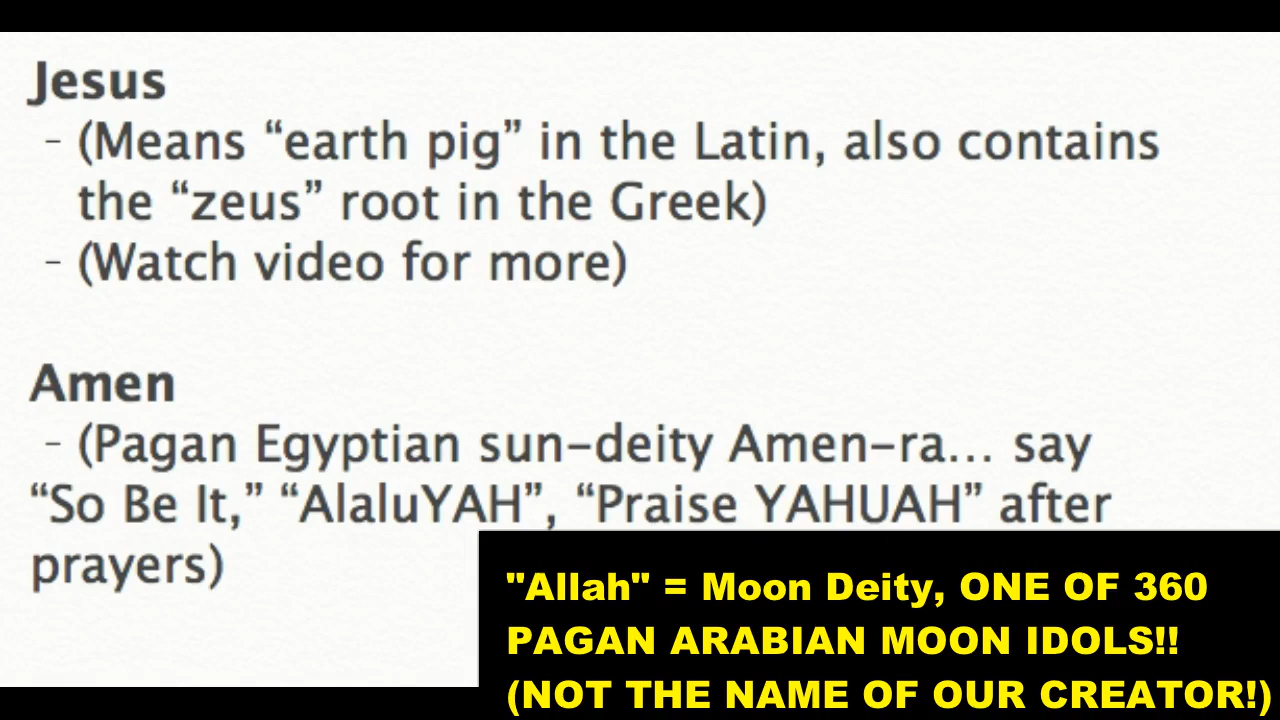 Jesus
- (Means “earth pig” in the Latin, also contains
the “zeus” root in the Greek)
- (Watch video for more)
Amen
- (Pagan Egyptian sun-deity Amen-ra... say
“So Be It,” “AlaluYAH”, “Praise YAHUAH” after
prayers)
"Allah" = Moon Deity, ONE OF 360
PAGAN ARABIAN MOON IDOLS!!
(NOT THE NAME OF OUR CREATOR!)